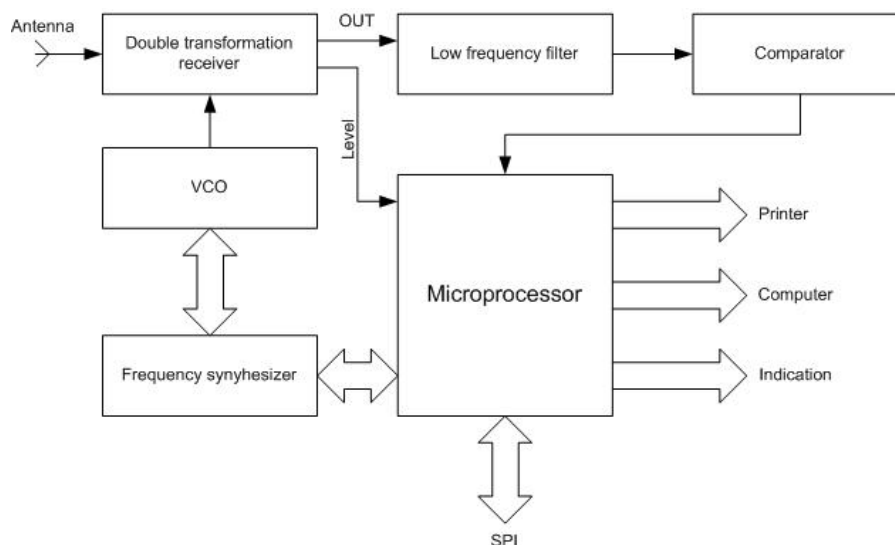 Antenna
Double transformation
receiver
OUT
Low frequency filter
Comparator
Level
VCO
Microprocessor
Printer
Computer
Frequency synyhesizer
Indication
SPI